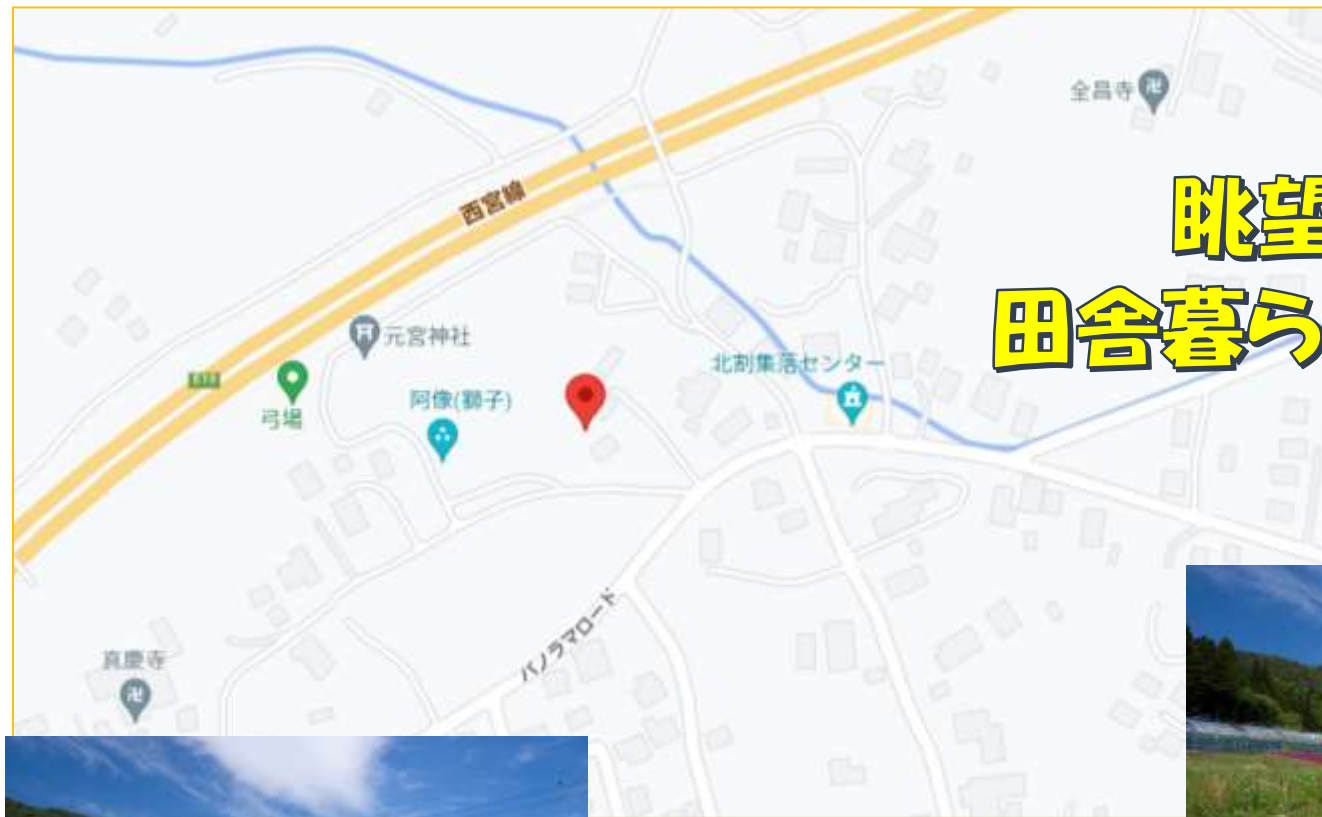 全昌寺
西宮線
眺望
田舎暮ら
元宮神社
北割集落センター
阿像(獅子)
弓場
パノラマロード
真慶寺